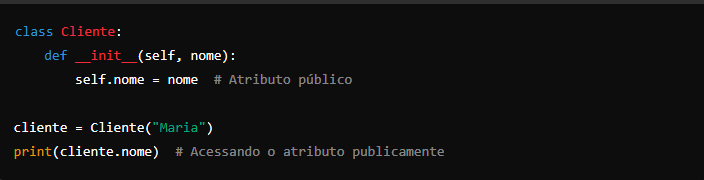 class Cliente:
    def __init__(self, nome):
        self.nome = nome  # Atributo público

cliente = Cliente("Maria")
print(cliente.nome)  # Acessando o atributo publicamente